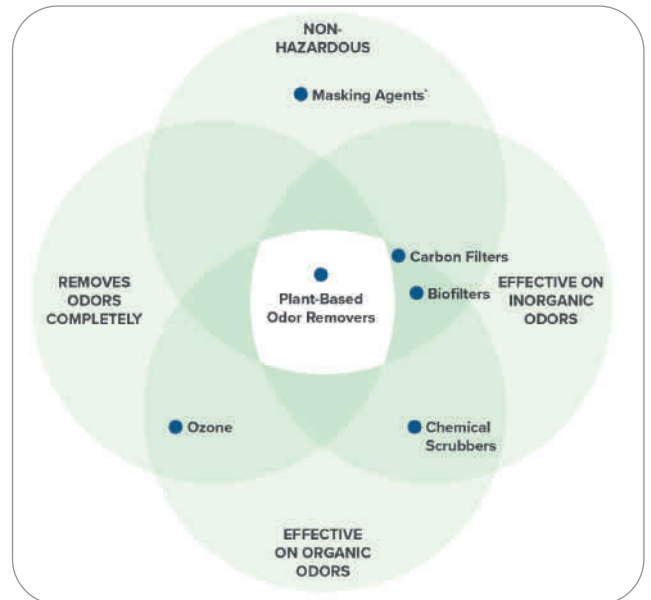 NON-
HAZARDOUS
Masking Agents*
Carbon Filters
REMOVES
ODORS
COMPLETELY
Biofilters
EFFECTIVE ON
INORGANIC
ODORS
Plant-Based
Odor Removers
Ozone
Chemical
Scrubbers
EFFECTIVE
ON ORGANIC
ODORS